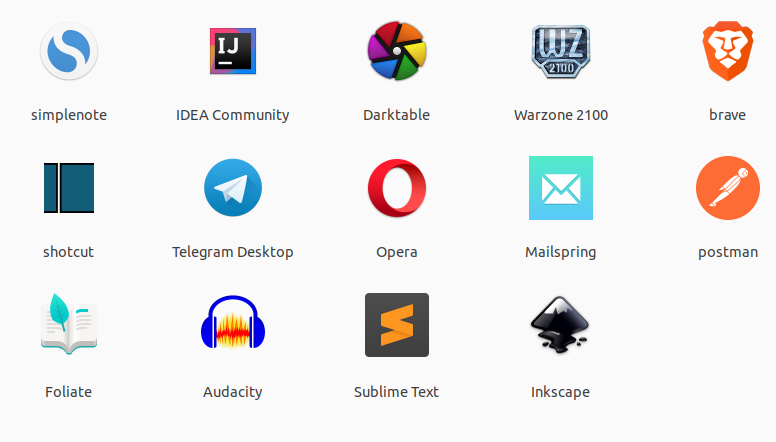 IJ
WZ
2100
simplenote
IDEA Community
Darktable
Warzone 2100
brave
shotcut
Telegram Desktop
Opera
Mailspring
postman
Foliate
Audacity
Sublime Text
Inkscape